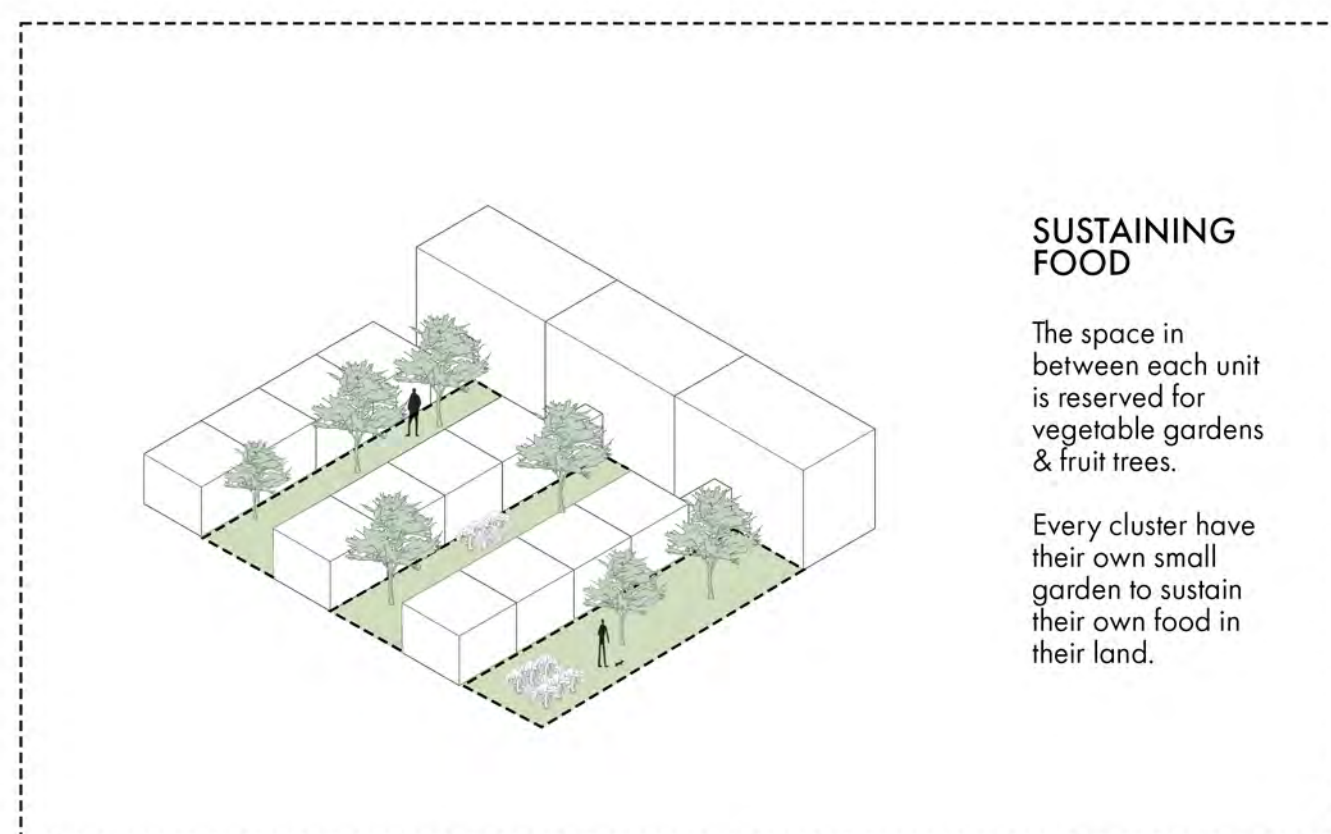 SUSTAINING
FOOD
The space in
between each unit
is reserved for
vegetable gardens
& fruit trees.
Every cluster have
their own small
garden to sustain
their own food in
their land.